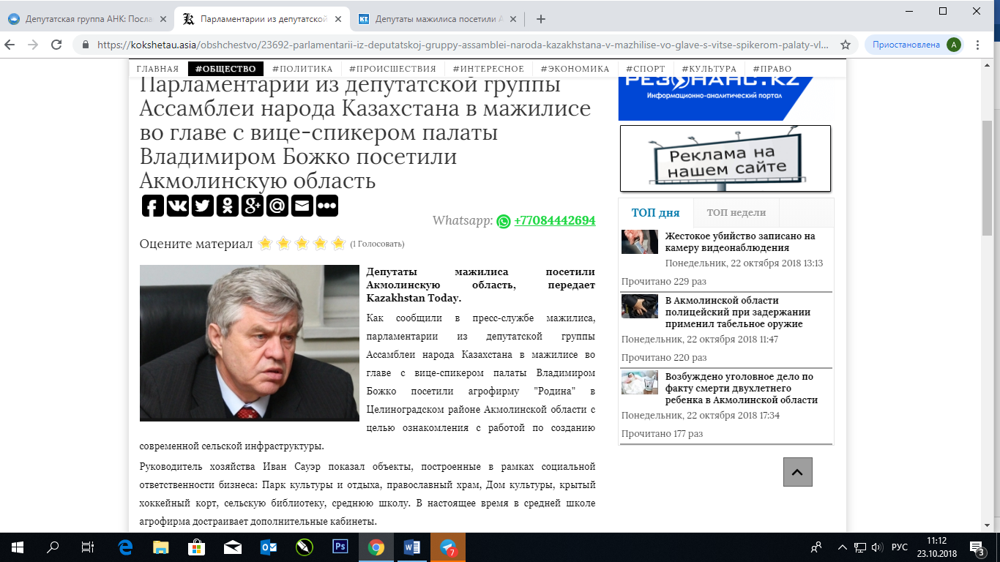 Депутатская группа АНК: Посла
Парламентарии из депутатской
Депутаты мажилиса посетили А
https://kokshetau.asia/obshchestvo/23692-parlamentarii-iz-deputatskoj-gruppy-assamblei-naroda-kazakhstana-v-mazhilise-vo-glave-s-vitse-spikerom-palaty-vl...
Приостановлена
A
ГЛАВНАЯ #ОБЩЕСТВО #ПОЛИТИКА #ПРОИСШЕСТВИЯ #ИНТЕРЕСНОЕ #ЭКОНОМИКА #СПОРТ #КУЛЬТУРА #ПРАВО
Парламентарии из депутатской группы
Ассамблеи народа Казахстана в мажилисе
во главе с вице-спикером палаты
Владимиром Божко посетили
Акмолинскую область
Whatsapp: +77084442694
Оцените материал (1 Голосовать)
Депутаты мажилиса посетили
Акмолинскую область, передает
Kazakhstan Today.
Как сообщили в пресс-службе мажилиса,
парламентарии из депутатской группы
Ассамблеи народа Казахстана в мажилисе во
главе с вице-спикером палаты Владимиром
Божко посетили агрофирму "Родина" в
Целиноградском районе Акмолинской области с
целью ознакомления с работой по созданию
современной сельской инфраструктуры.
Руководитель хозяйства Иван Сауэр показал объекты, построенные в рамках социальной
ответственности бизнеса: Парк культуры и отдыха, православный храм, Дом культуры, крытый
хоккейный корт, сельскую библиотеку, среднюю школу. В настоящее время в средней школе
агрофирма достраивает дополнительные кабинеты.
РЕЗОНАНС.KZ
Информационно-аналитический портал
Реклама на
нашем сайте
ТОП дня ТОП недели
Жестокое убийство записано на
камеру видеонаблюдения
Понедельник, 22 октября 2018 13:13
Прочитано 229 раз
В Акмолинской области
полицейский при задержании
применил табельное оружие
Понедельник, 22 октября 2018 11:47
Прочитано 220 раз
Возбуждено уголовное дело по
факту смерти двухлетнего
ребенка в Акмолинской области
Понедельник, 22 октября 2018 17:34
Прочитано 177 раз
Ps
7
РУС
11:12
23.10.2018
3